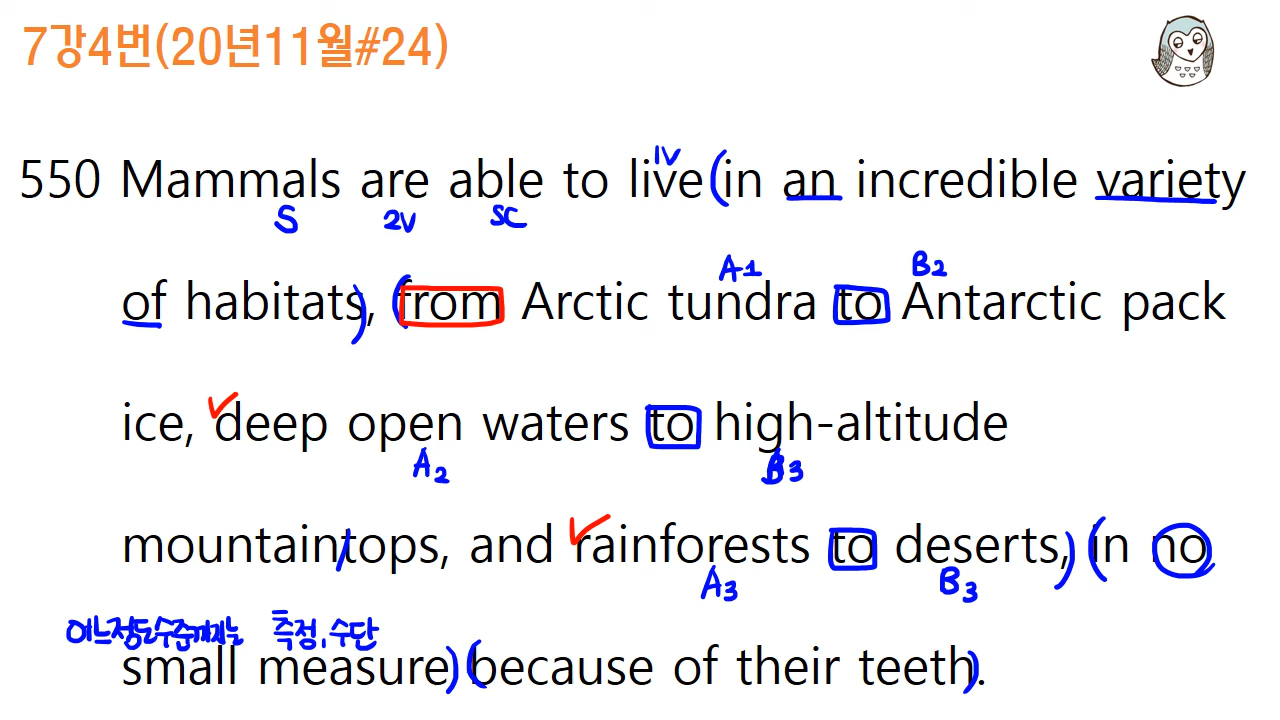 7강4번(20년11월#24)
550 Mammals are able to live (in an incredible variety
1V
S 2V SC
A1 B2
of habitats), (from Arctic tundra to Antarctic pack
ice, deep open waters to high-altitude
A2 B3
mountaintops, and rainforests to deserts,) (in no
A3 B3
어느정도수준까지는 측정, 수단
small measure) (because of their teeth).